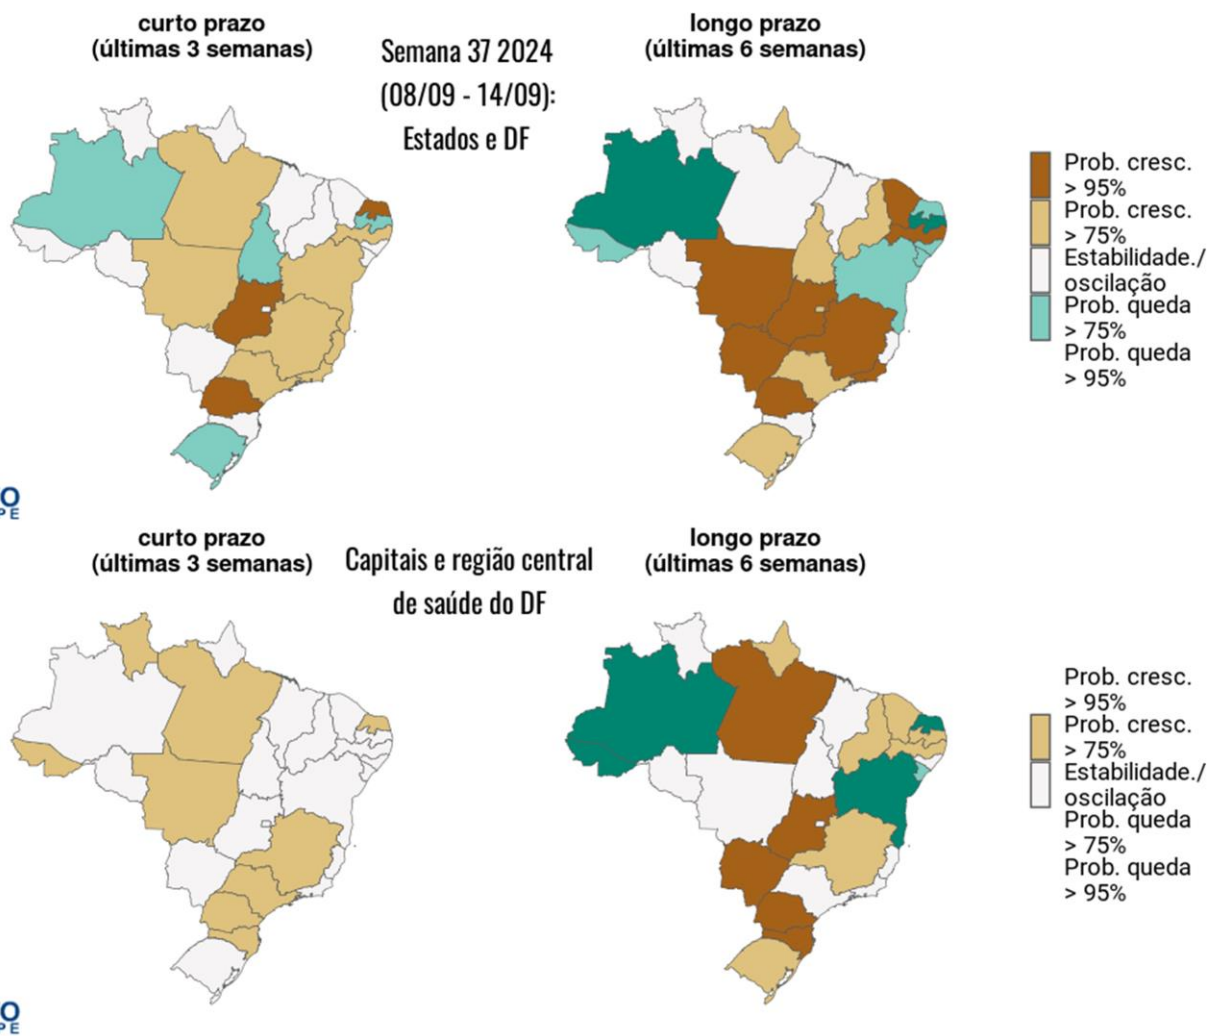 curto prazo
(últimas 3 semanas)
Semana 37 2024
(08/09 - 14/09):
Estados e DF
longo prazo
(últimas 6 semanas)
Prob. cresc.
> 95%
Prob. cresc.
> 75%
Estabilidade./
oscilação
Prob. queda
> 75%
Prob. queda
> 95%
O
PE
curto prazo
(últimas 3 semanas)
Capitais e região central
de saúde do DF
longo prazo
(últimas 6 semanas)
Prob. cresc.
> 95%
Prob. cresc.
> 75%
Estabilidade./
oscilação
Prob. queda
> 75%
Prob. queda
> 95%
O
PE